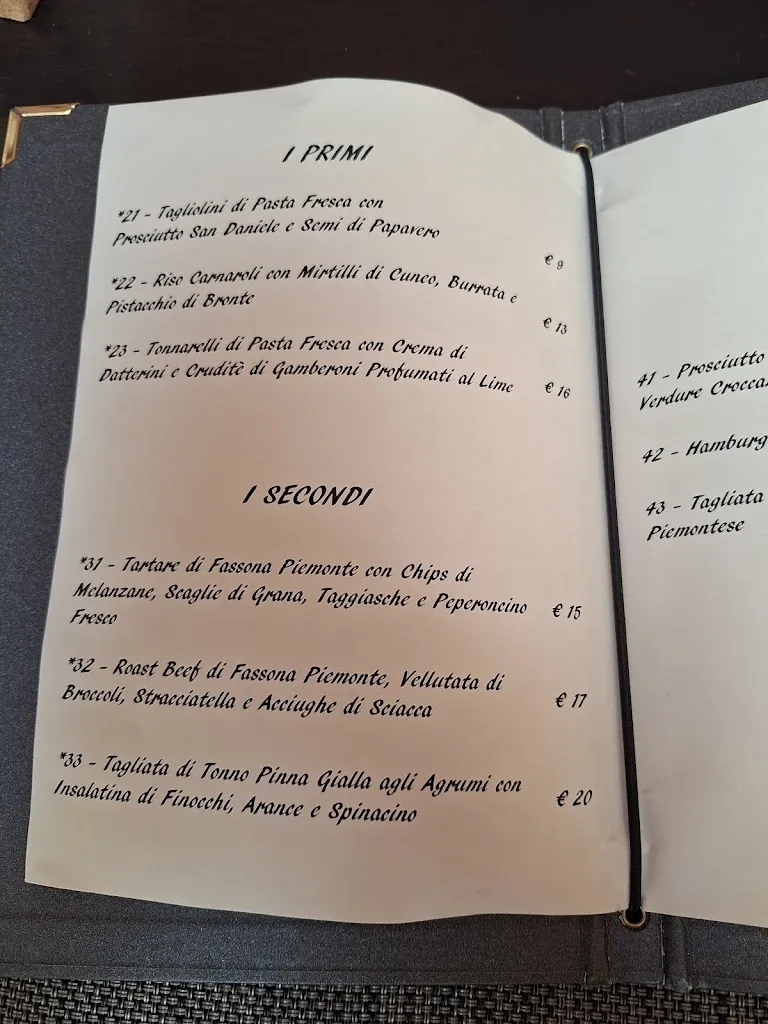 I PRIMI
*21 - Tagliolini di Pasta Fresca con
Prosciutto San Daniele e Semi di Papavero
€ 9
*22 - Riso Carnaroli con Mirtilli di Cuneo, Burrata e
Pistacchio di Bronte
€ 13
*23 - Tonnarelli di Pasta Fresca con Crema di
Datterini e Cruditè di Gamberoni Profumati al Lime
€ 16
I SECONDI
*31 - Tartare di Fassona Piemonte con Chips di
Melanzane, Scaglie di Grana, Taggiasche e Peperoncino
Fresco
€ 15
*32 - Roast Beef di Fassona Piemonte, Vellutata di
Broccoli, Stracciatella e Acciughe di Sciacca
€ 17
*33 - Tagliata di Tonno Pinna Gialla agli Agrumi con
Insalatina di Finocchi, Arance e Spinacino
€ 20
41 - Prosciutto
Verdure Crocca
42 - Hamburg
43 - Tagliata
Piemontese